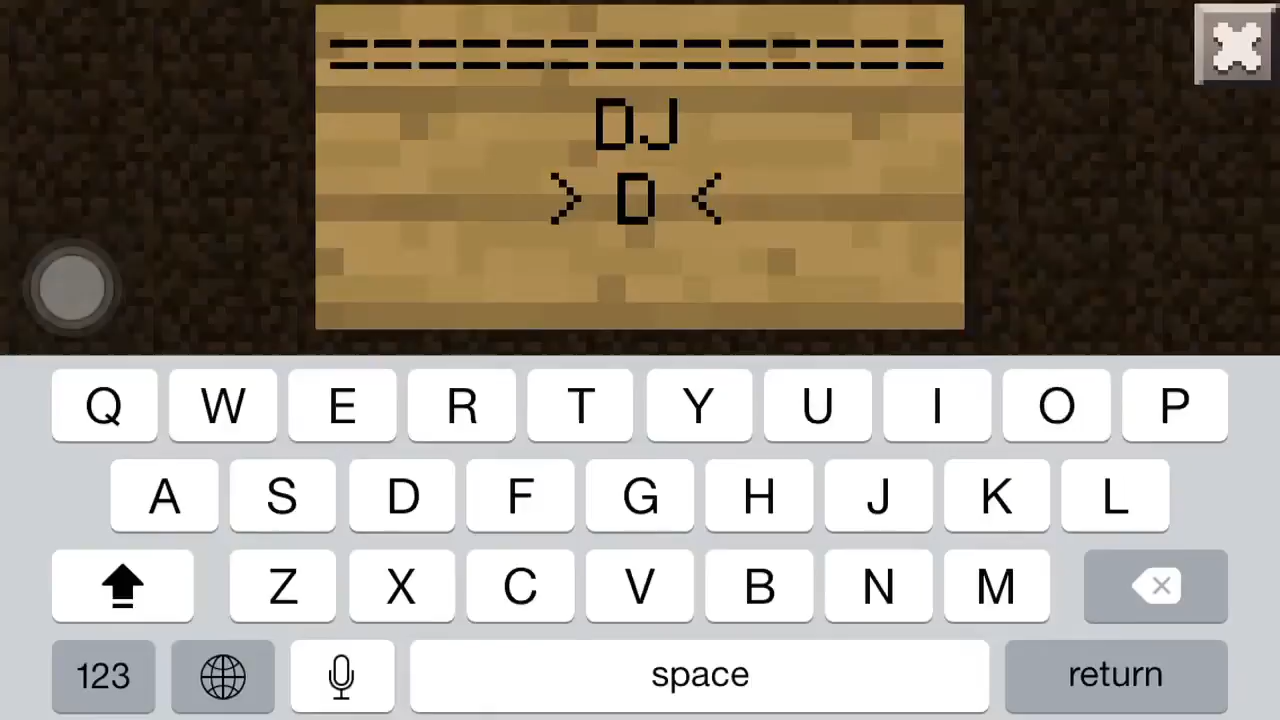 ==============
DJ
> D <
Q W E R T Y U I O P
A S D F G H J K L
Z X C V B N M
123 space return